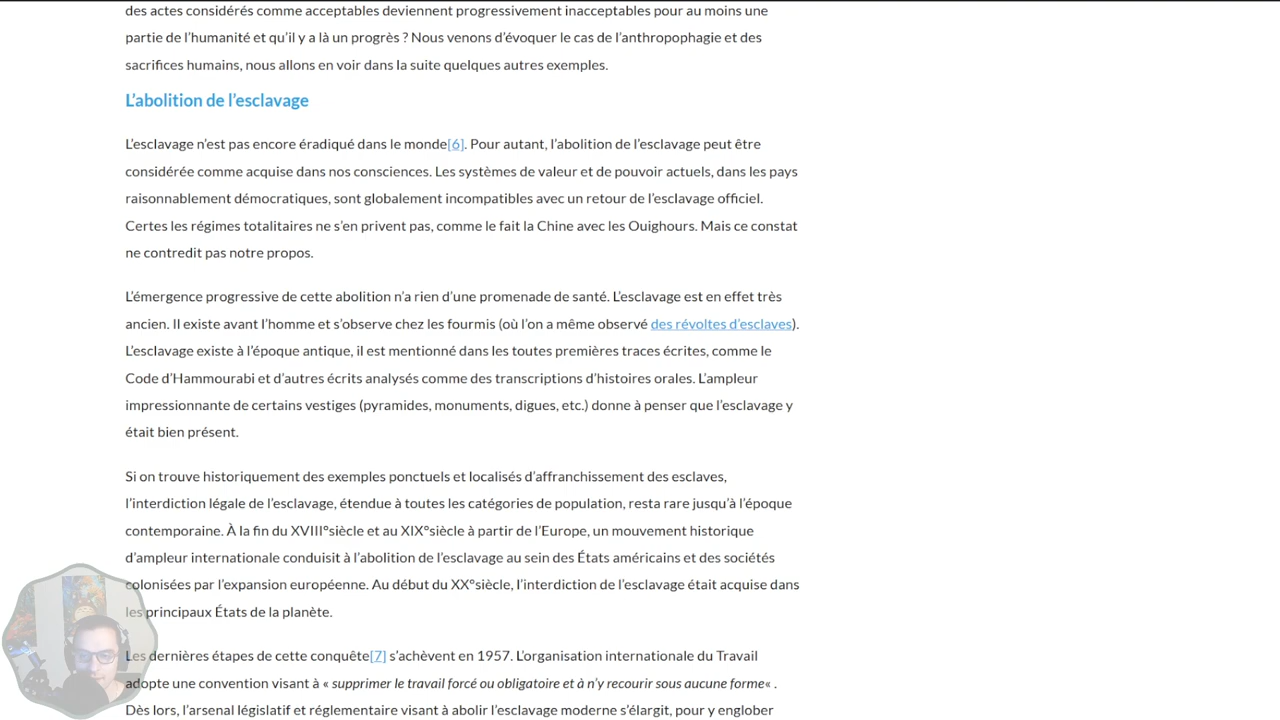 des actes considérés comme acceptables deviennent progressivement inacceptables pour au moins une
partie de l'humanité et qu'il y a là un progrès ? Nous venons d'évoquer le cas de l'anthropophagie et des
sacrifices humains, nous allons en voir dans la suite quelques autres exemples.
L'abolition de l'esclavage
L'esclavage n'est pas encore éradiqué dans le monde[6]. Pour autant, l'abolition de l'esclavage peut être
considérée comme acquise dans nos consciences. Les systèmes de valeur et de pouvoir actuels, dans les pays
raisonnablement démocratiques, sont globalement incompatibles avec un retour de l'esclavage officiel.
Certes les régimes totalitaires ne s'en privent pas, comme le fait la Chine avec les Ouighours. Mais ce constat
ne contredit pas notre propos.
L'émergence progressive de cette abolition n'a rien d'une promenade de santé. L'esclavage est en effet très
ancien. Il existe avant l'homme et s'observe chez les fourmis (où l'on a même observé des révoltes d'esclaves).
L'esclavage existe à l'époque antique, il est mentionné dans les toutes premières traces écrites, comme le
Code d'Hammourabi et d'autres écrits analysés comme des transcriptions d'histoires orales. L'ampleur
impressionnante de certains vestiges (pyramides, monuments, digues, etc.) donne à penser que l'esclavage y
était bien présent.
Si on trouve historiquement des exemples ponctuels et localisés d'affranchissement des esclaves,
l'interdiction légale de l'esclavage, étendue à toutes les catégories de population, resta rare jusqu'à l'époque
contemporaine. À la fin du XVIII°siècle et au XIX°siècle à partir de l'Europe, un mouvement historique
d'ampleur internationale conduisit à l'abolition de l'esclavage au sein des États américains et des sociétés
colonisées par l'expansion européenne. Au début du XX°siècle, l'interdiction de l'esclavage était acquise dans
les principaux États de la planète.
Les dernières étapes de cette conquête[7] s'achèvent en 1957. L'organisation internationale du Travail
adopte une convention visant à « supprimer le travail forcé ou obligatoire et à n'y recourir sous aucune forme« .
Dès lors, l'arsenal législatif et réglementaire visant à abolir l'esclavage moderne s'élargit, pour y englober